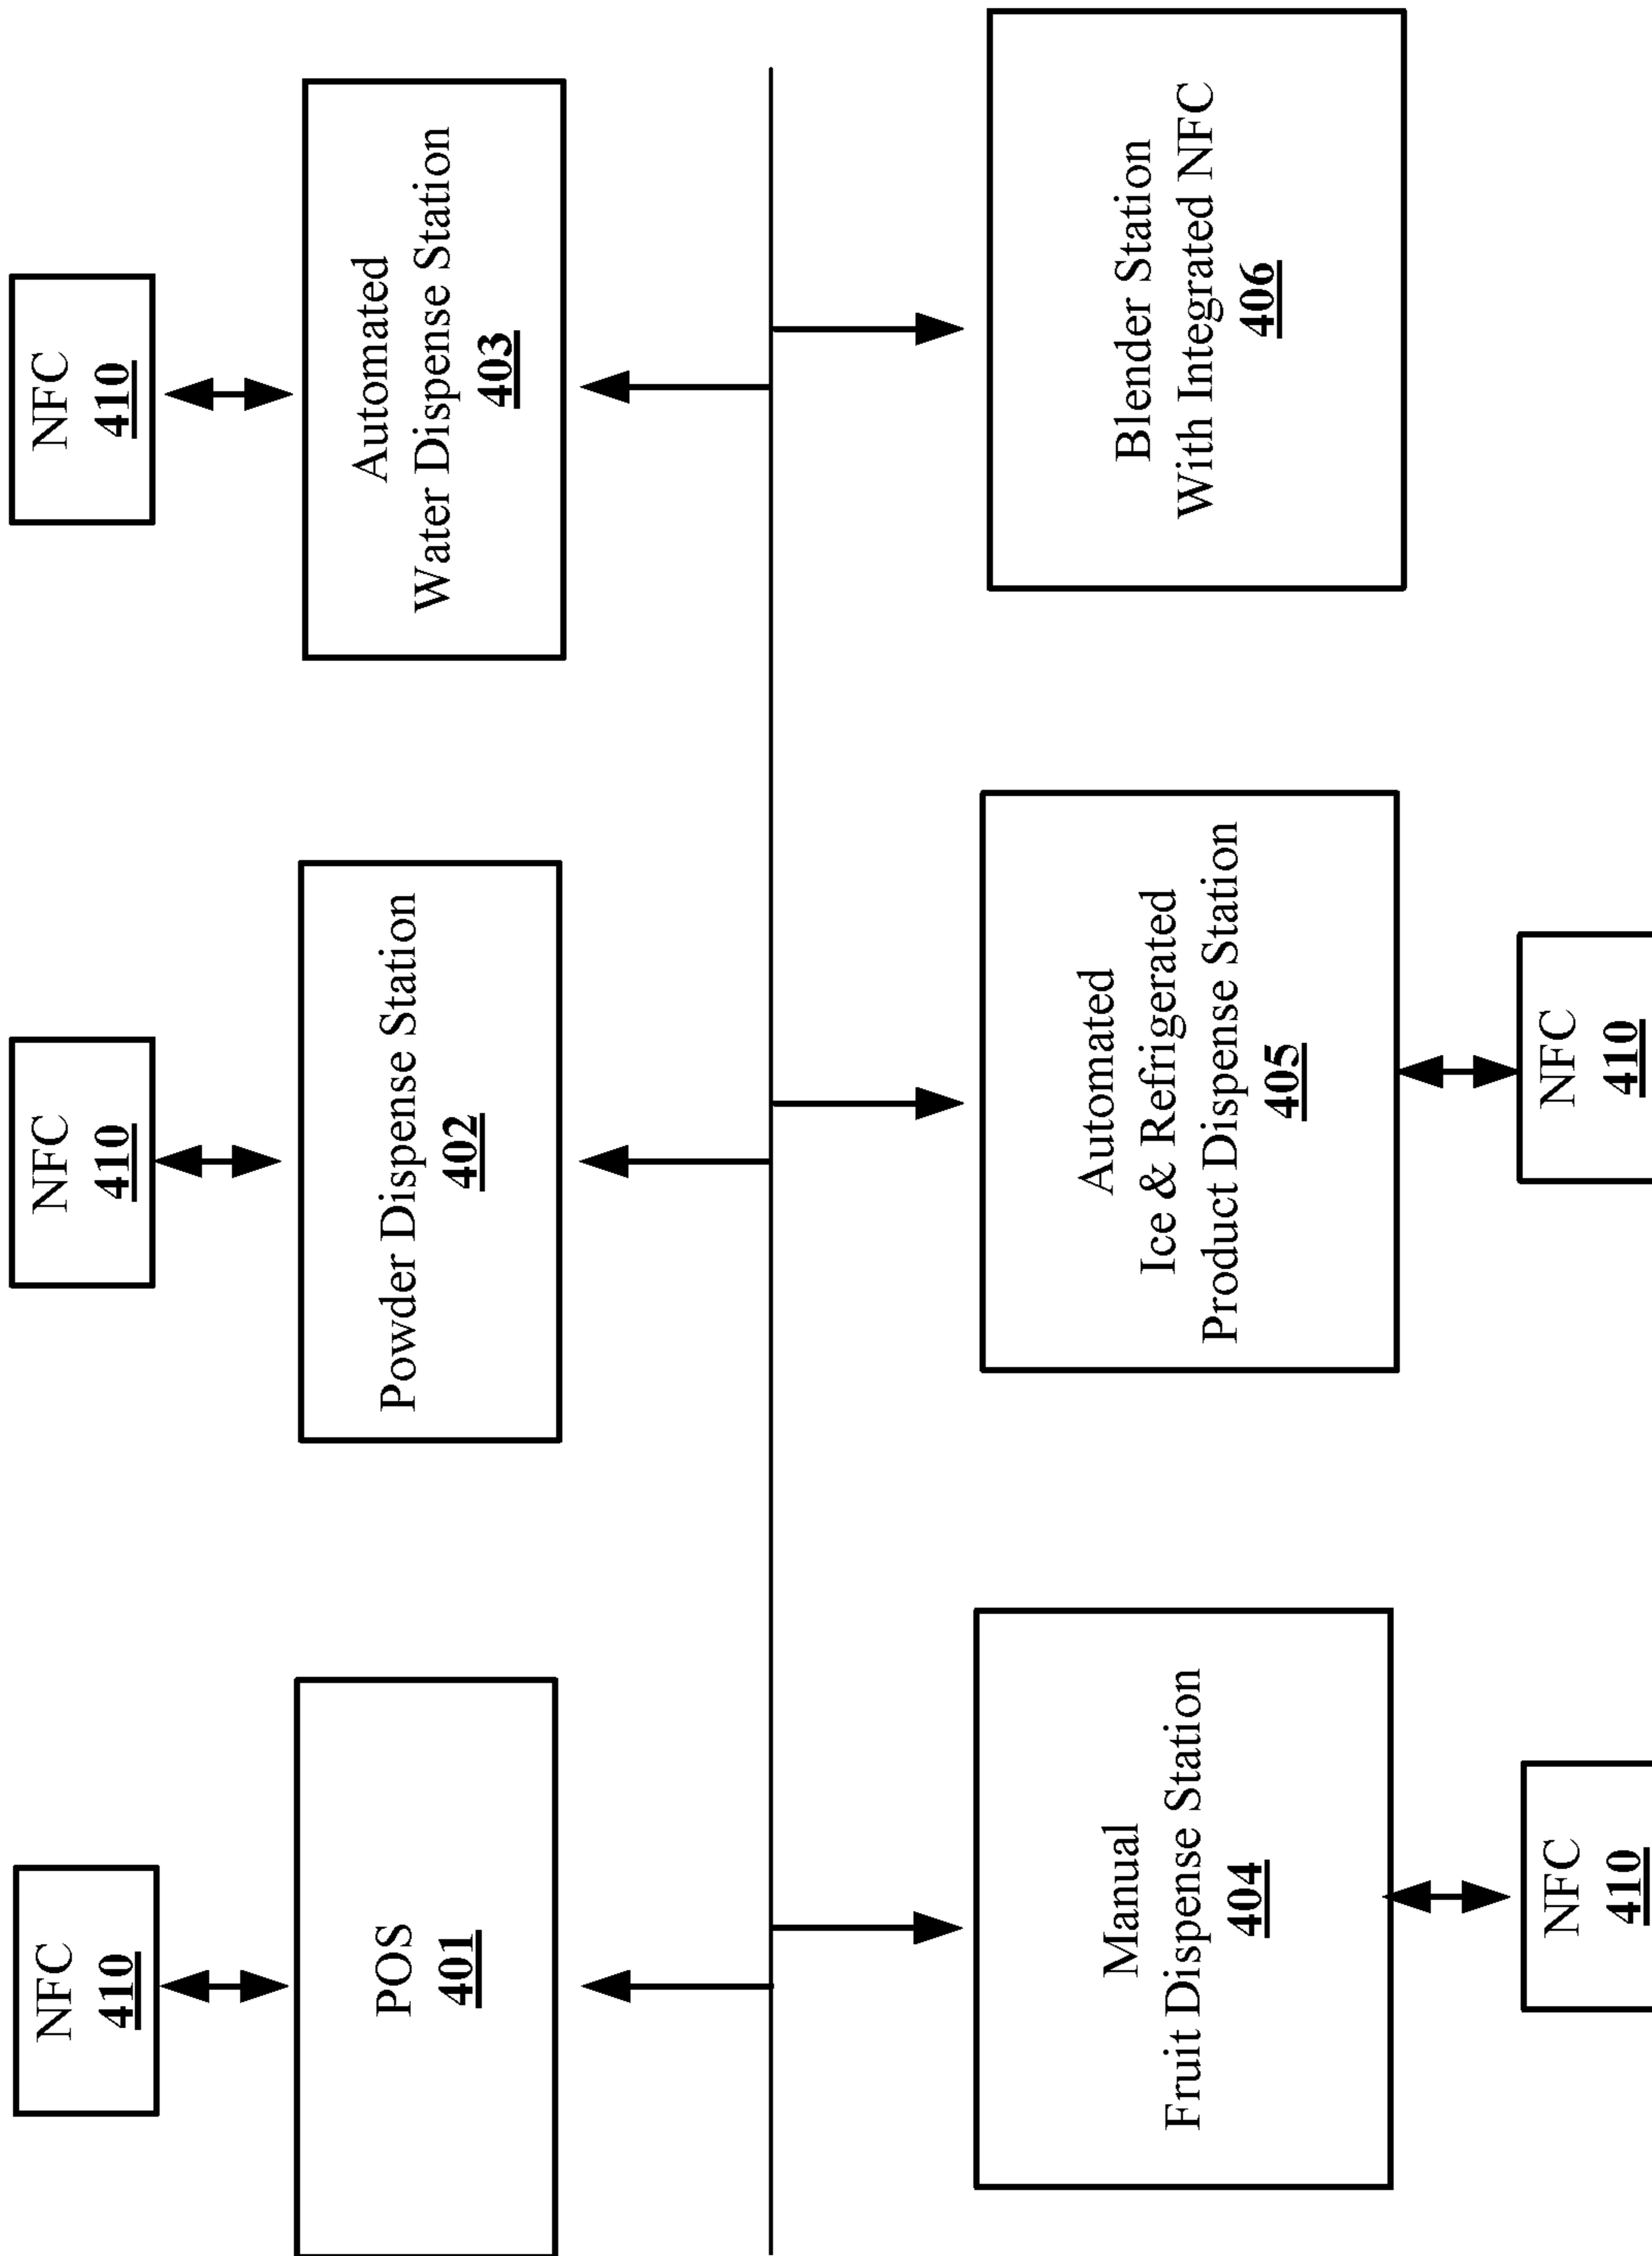 NFC
410
POS
401
NFC
410
Powder Dispense Station
402
NFC
410
Automated
Water Dispense Station
403
Manual
Fruit Dispense Station
404
NFC
410
Automated
Ice & Refrigerated
Product Dispense Station
405
NFC
410
Blender Station
With Integrated NFC
406